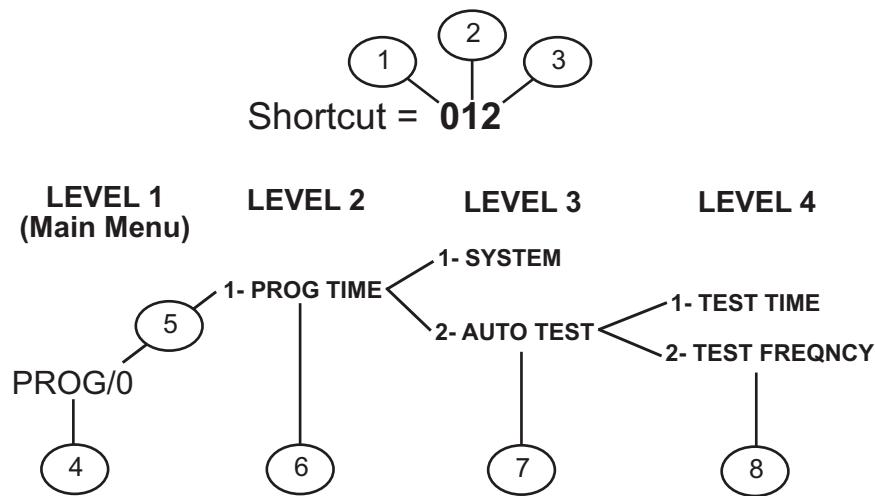 2
1
3
Shortcut = 012
LEVEL 1
(Main Menu)
LEVEL 2
LEVEL 3
LEVEL 4
1- SYSTEM
1- PROG TIME
1- TEST TIME
5
2- AUTO TEST
2- TEST FREQNCY
PROG/0
4
6
7
8